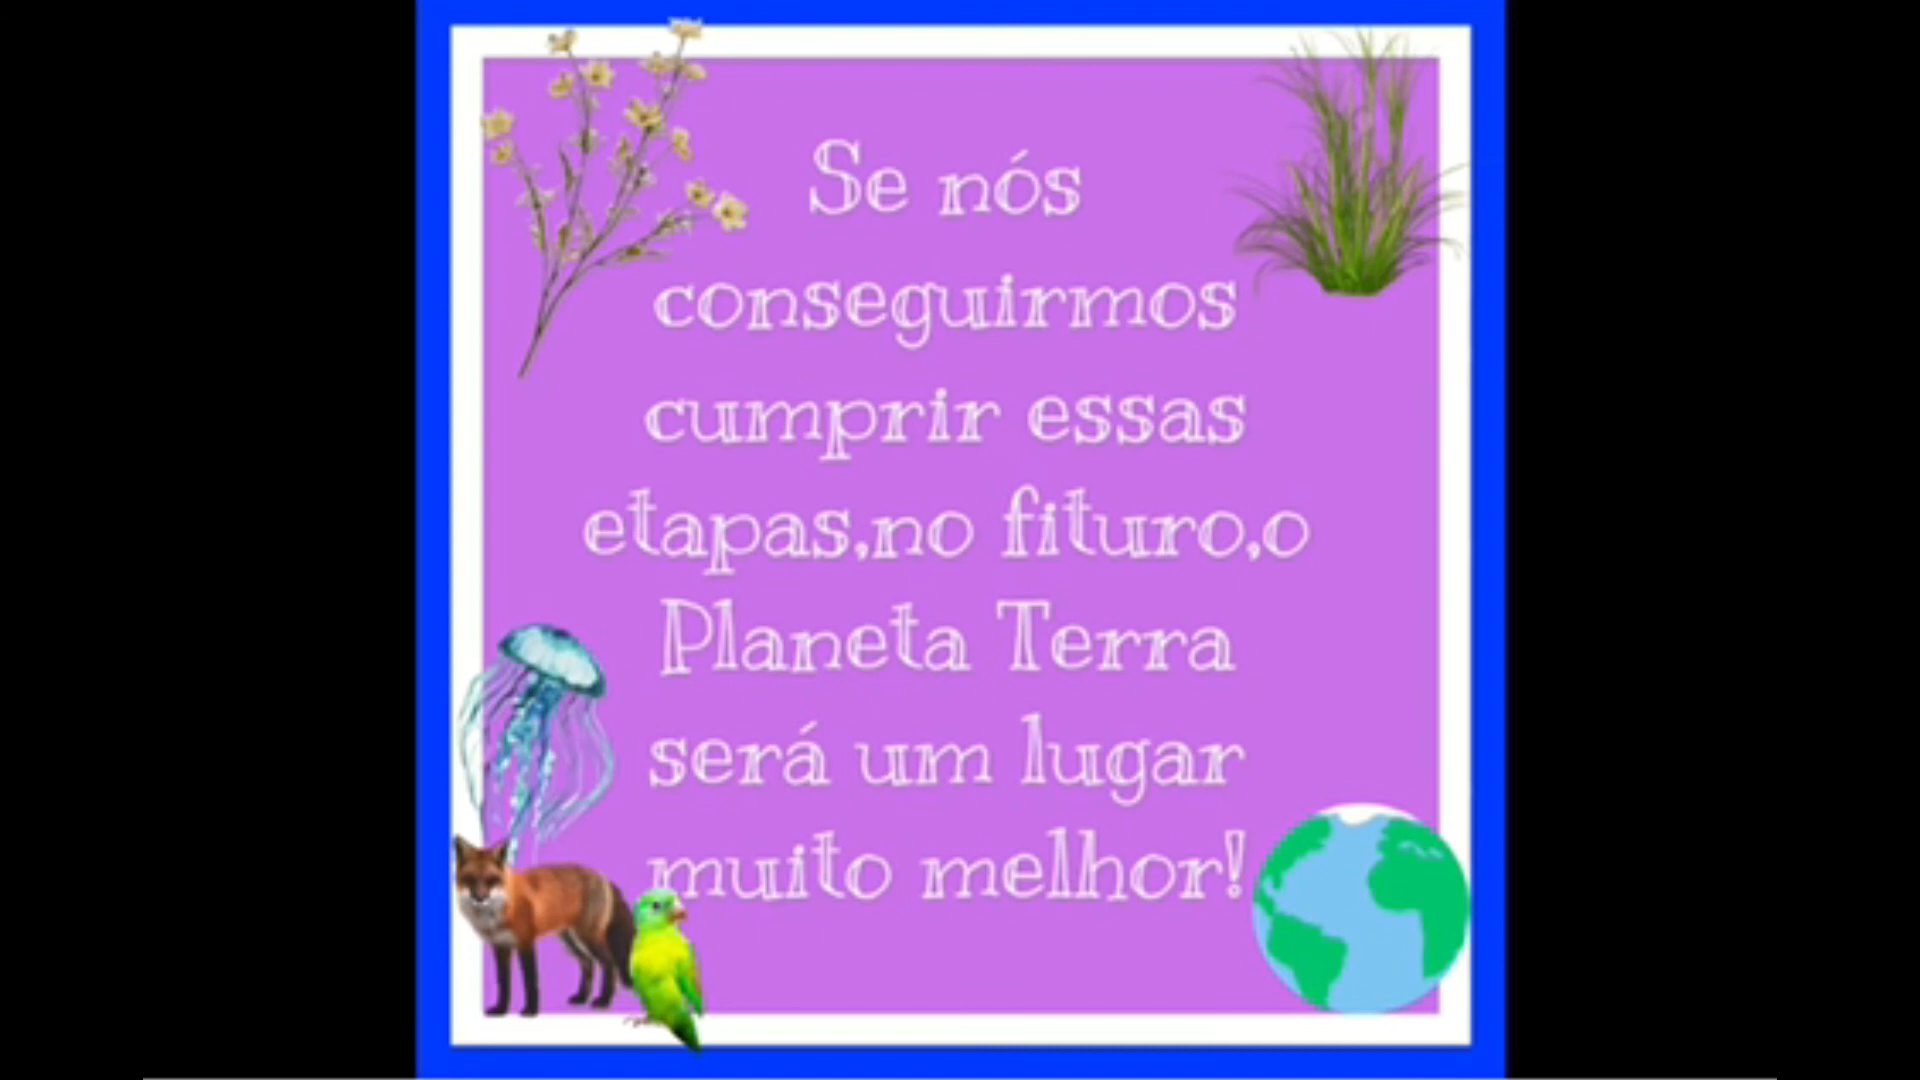 Se nós
conseguirmos
cumprir essas
etapas,no fituro,o
Planeta Terra
será um lugar
muito melhor!